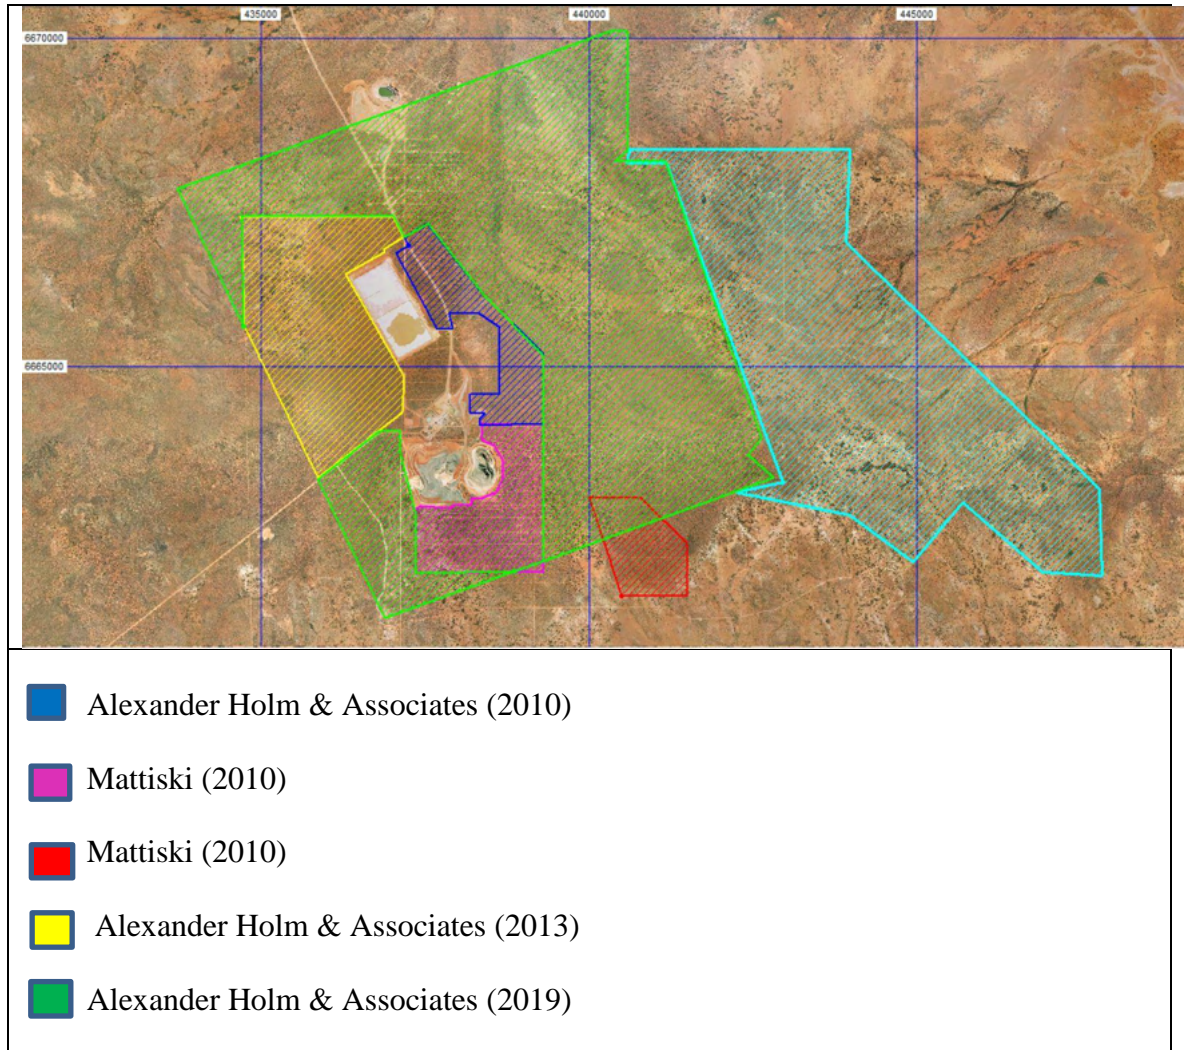 435000 440000 445000
6670000
6665000
Alexander Holm & Associates (2010)
Mattiski (2010)
Mattiski (2010)
Alexander Holm & Associates (2013)
Alexander Holm & Associates (2019)